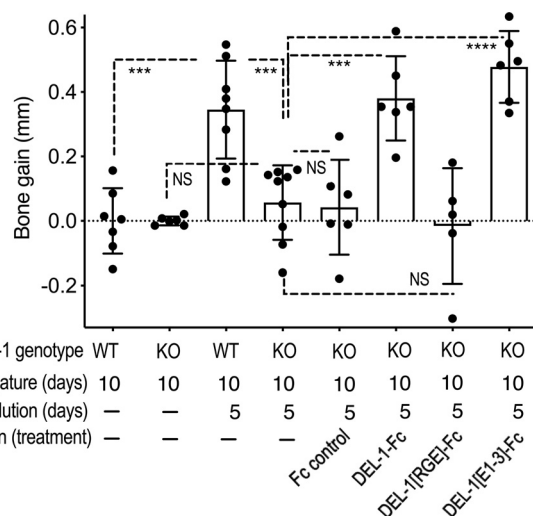 0.6
***
***
***
****
0.4
Bone gain (mm)
0.2
NS
NS
0.0
-0.2
NS
-1 genotype WT KO WT KO KO KO KO KO
ature (days) 10 10 10 10 10 10 10 10
lution (days) – – 5 5 5 5 5 5
n (treatment) – – – – Fc control DEL-1-Fc DEL-1[RGE]-Fc DEL-1[E1-3]-Fc